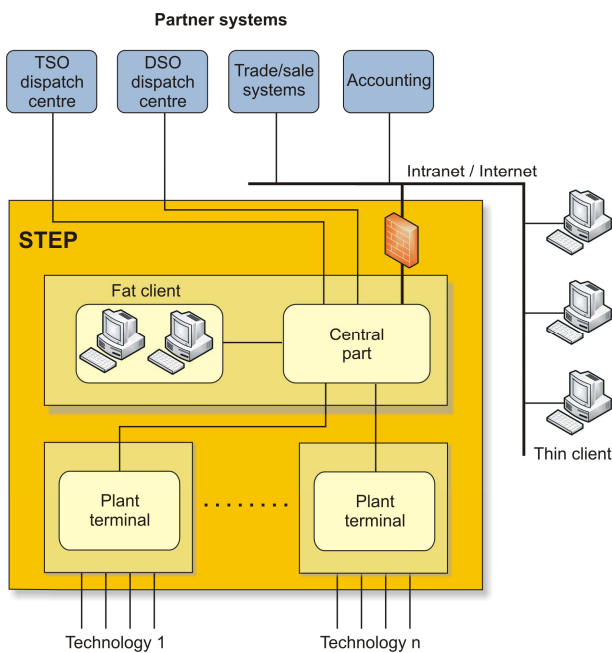 Partner systems
TSO
dispatch
centre
DSO
dispatch
centre
Trade/sale
systems
Accounting
Intranet / Internet
STEP
Fat client
Central
part
Thin client
Plant
terminal
Plant
terminal
Technology 1
Technology n